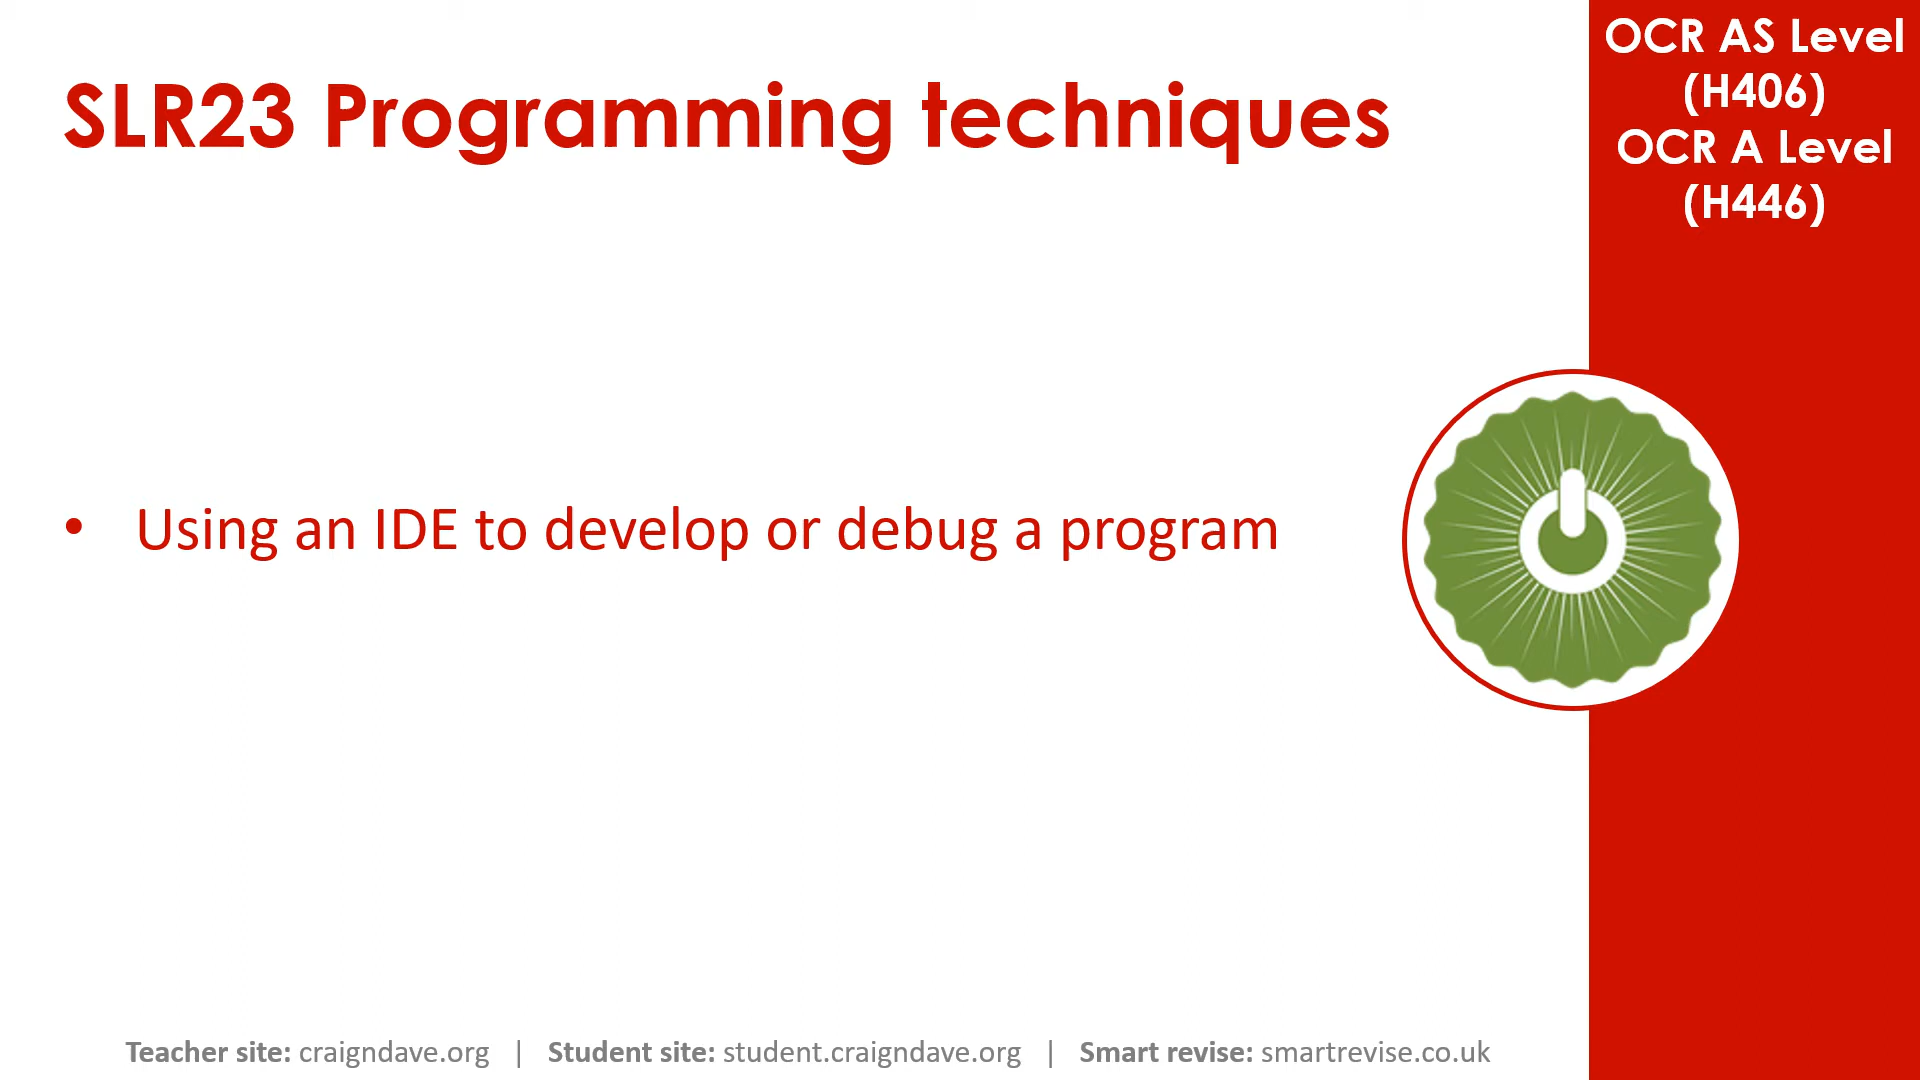 SLR23 Programming techniques
OCR AS Level
(H406)
OCR A Level
(H446)
• Using an IDE to develop or debug a program
Teacher site: craigndave.org | Student site: student.craigndave.org | Smart revise: smartrevise.co.uk